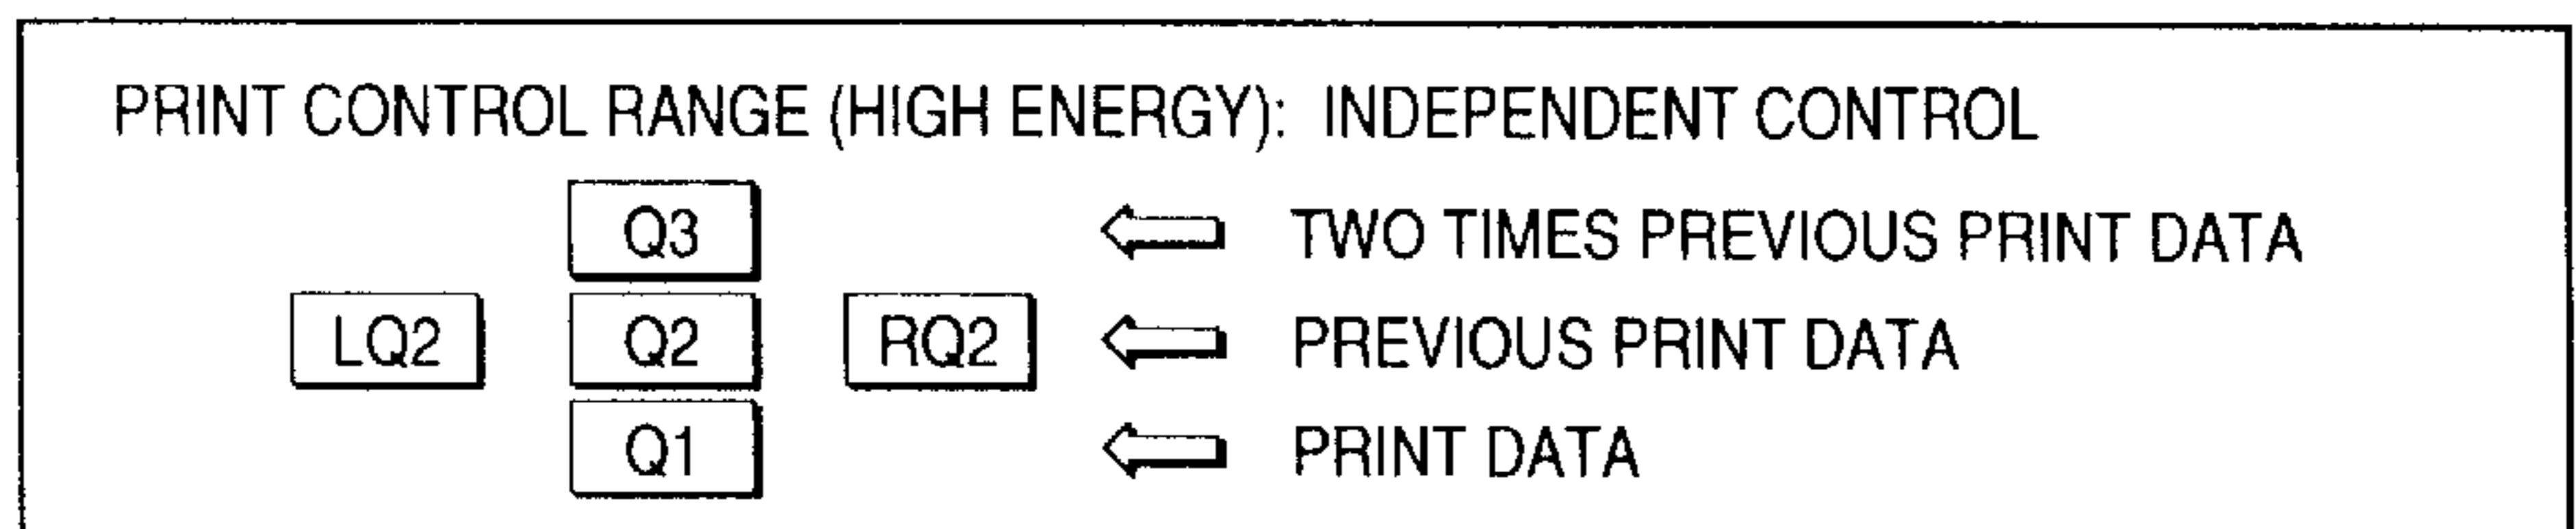 PRINT CONTROL RANGE (HIGH ENERGY): INDEPENDENT CONTROL
Q3 TWO TIMES PREVIOUS PRINT DATA
LQ2 Q2 RQ2 PREVIOUS PRINT DATA
Q1 PRINT DATA